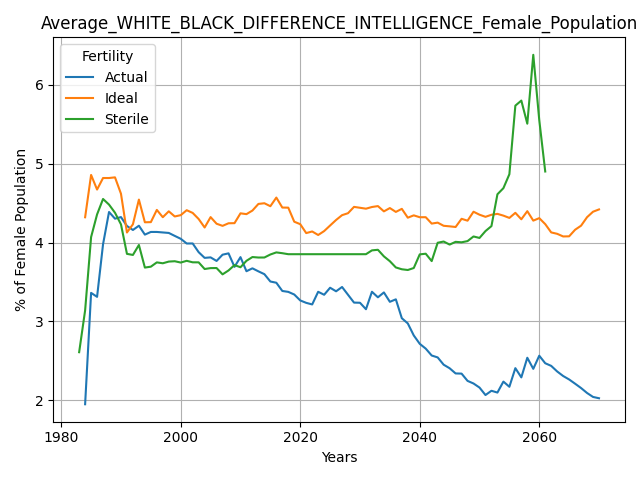 Average_WHITE_BLACK_DIFFERENCE_INTELLIGENCE_Female_Population
Fertility
Actual
Ideal
Sterile
% of Female Population
6
5
4
3
2
1980
2000
2020
2040
2060
Years